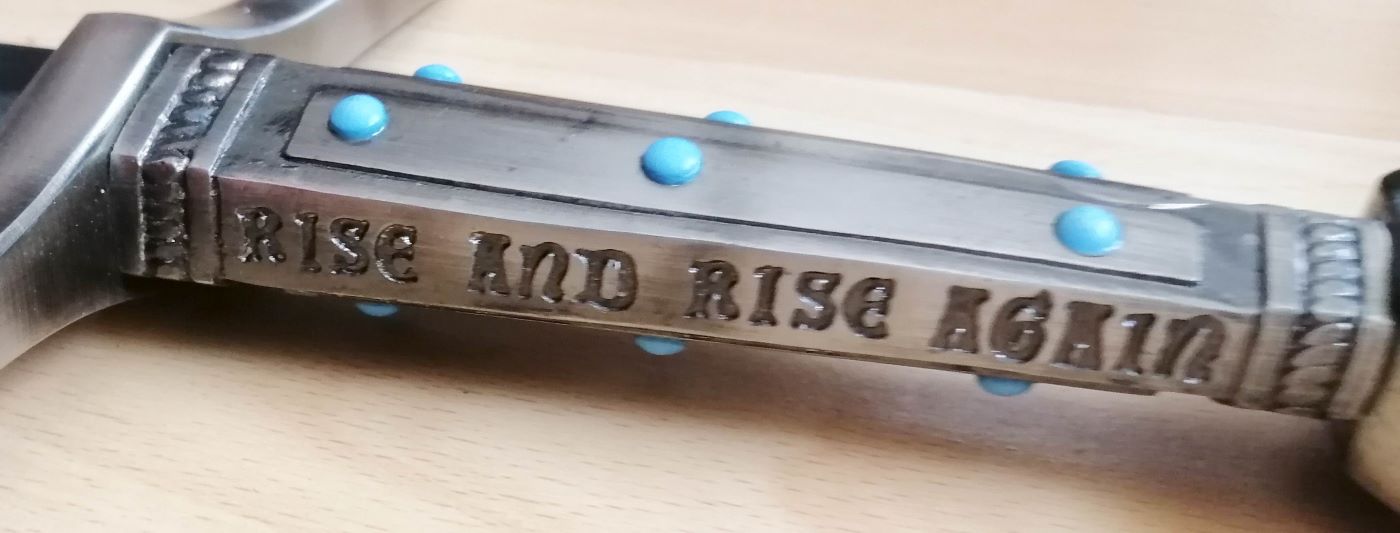 RISE AND RISE AGAIN